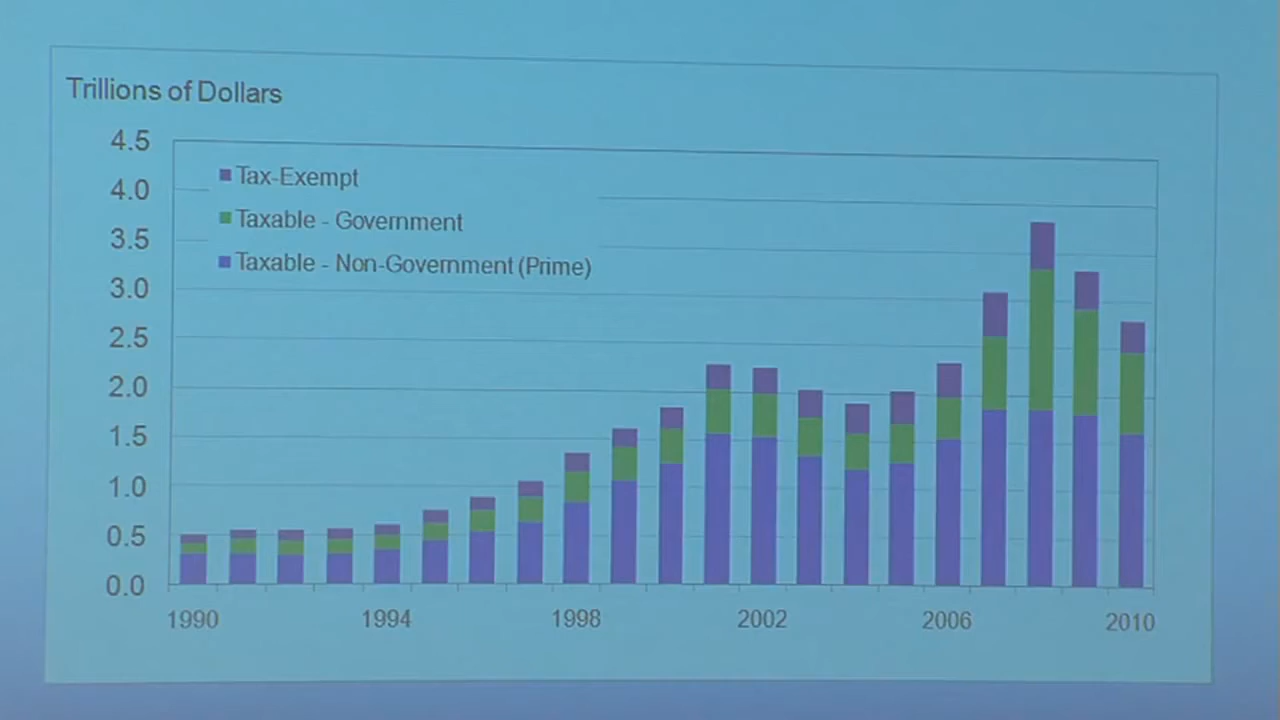 Trillions of Dollars
4.5
4.0
3.5
3.0
2.5
2.0
1.5
1.0
0.5
0.0
Tax-Exempt
Taxable - Government
Taxable - Non-Government (Prime)
1990 1994 1998 2002 2006 2010